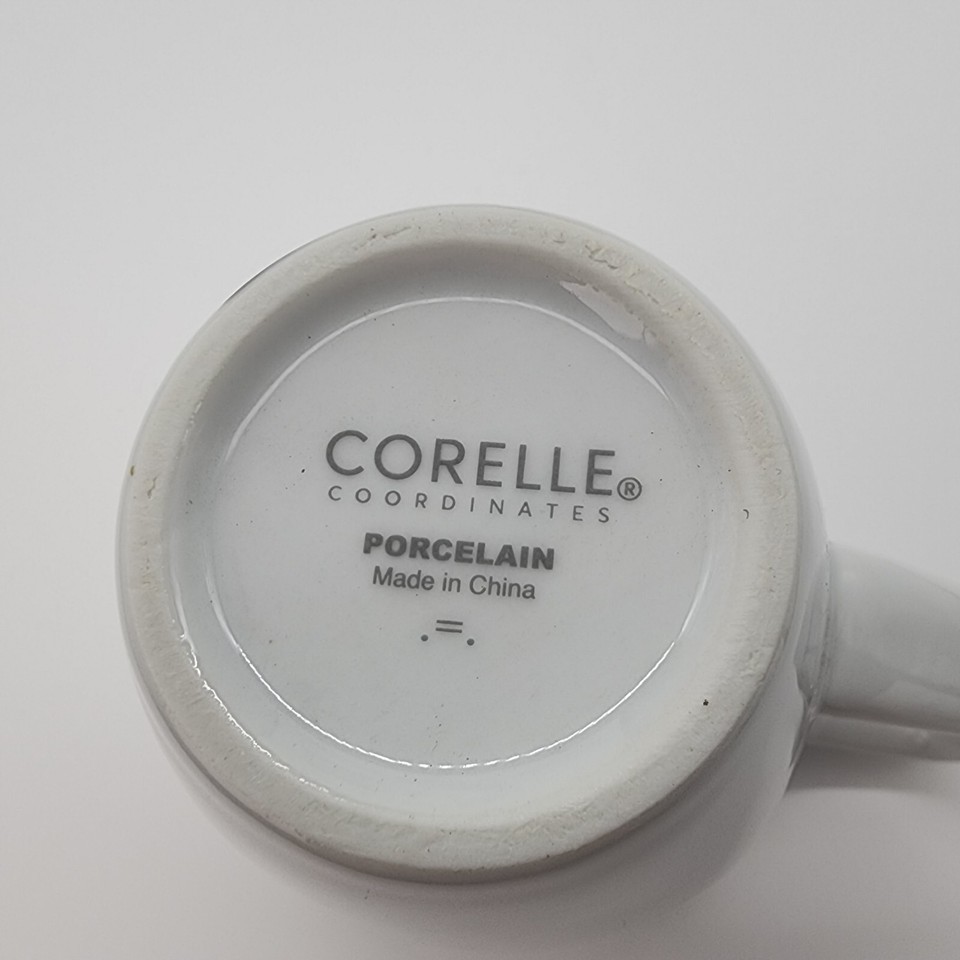 CORELLE®
COORDINATES
PORCELAIN
Made in China
.=.